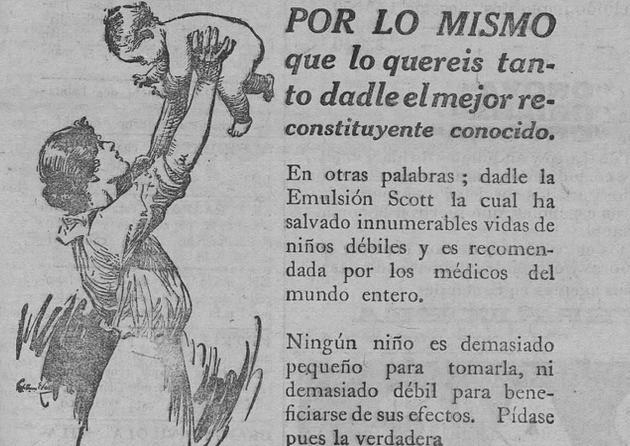 POR LO MISMO
que lo quereis tan-
to dadle el mejor re-
constituyente conocido.
En otras palabras ; dadle la
Emulsión Scott la cual ha
salvado innumerables vidas de
niños débiles y es recomen-
dada por los médicos del
mundo entero.
Ningún niño es demasiado
pequeño para tomarla, ni
demasiado débil para bene-
ficiarse de sus efectos. Pídase
pues la verdadera